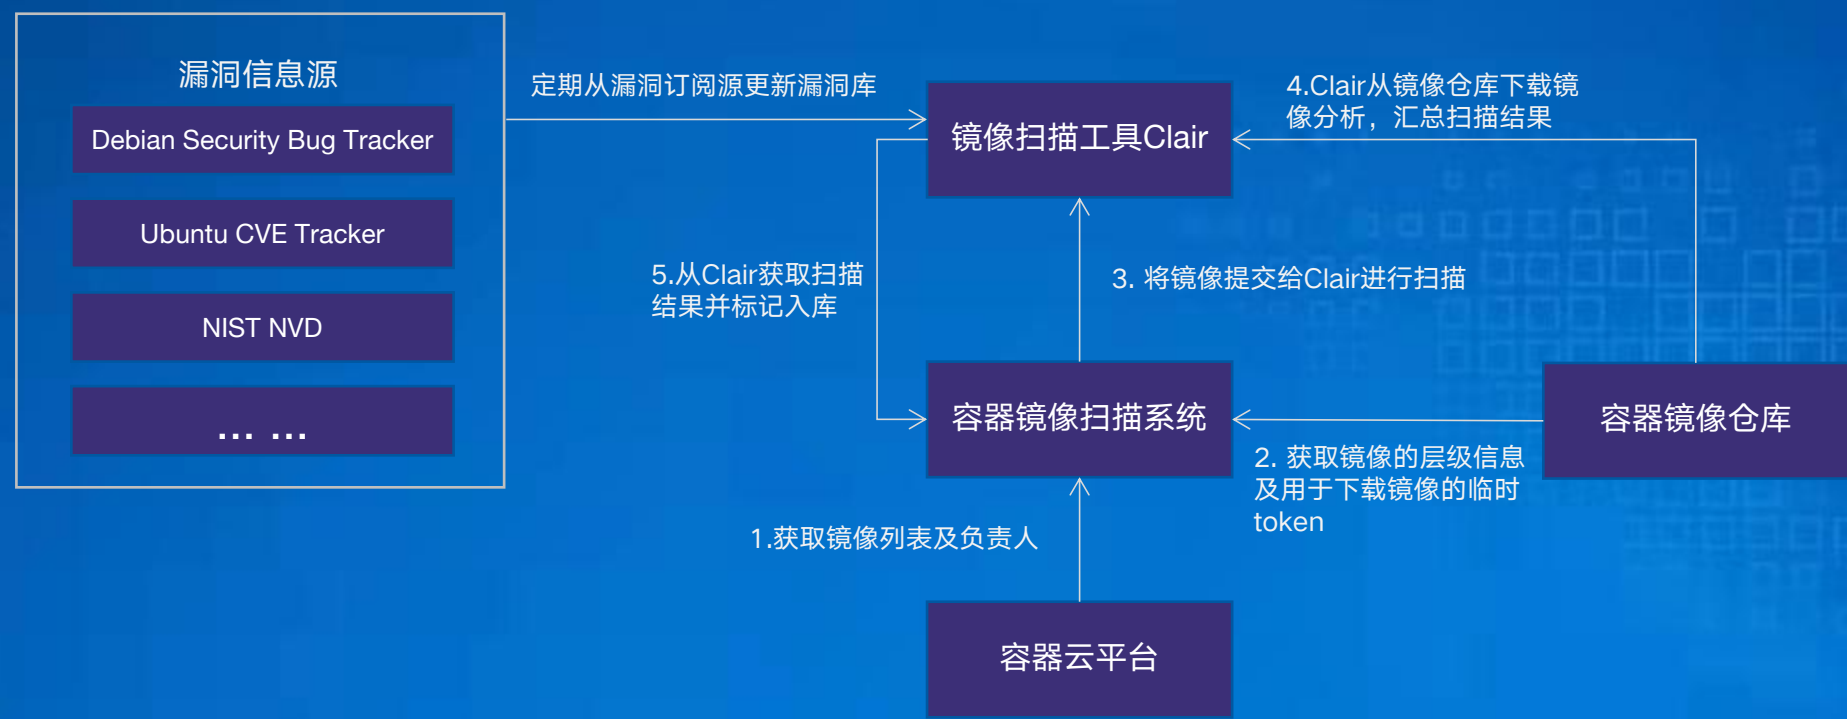 漏洞信息源
Debian Security Bug Tracker
Ubuntu CVE Tracker
NIST NVD
... ...
定期从漏洞订阅源更新漏洞库
镜像扫描工具Clair
4.Clair从镜像仓库下载镜
像分析，汇总扫描结果
5.从Clair获取扫描
结果并标记入库
3. 将镜像提交给Clair进行扫描
容器镜像扫描系统
容器镜像仓库
2. 获取镜像的层级信息
及用于下载镜像的临时
token
1.获取镜像列表及负责人
容器云平台